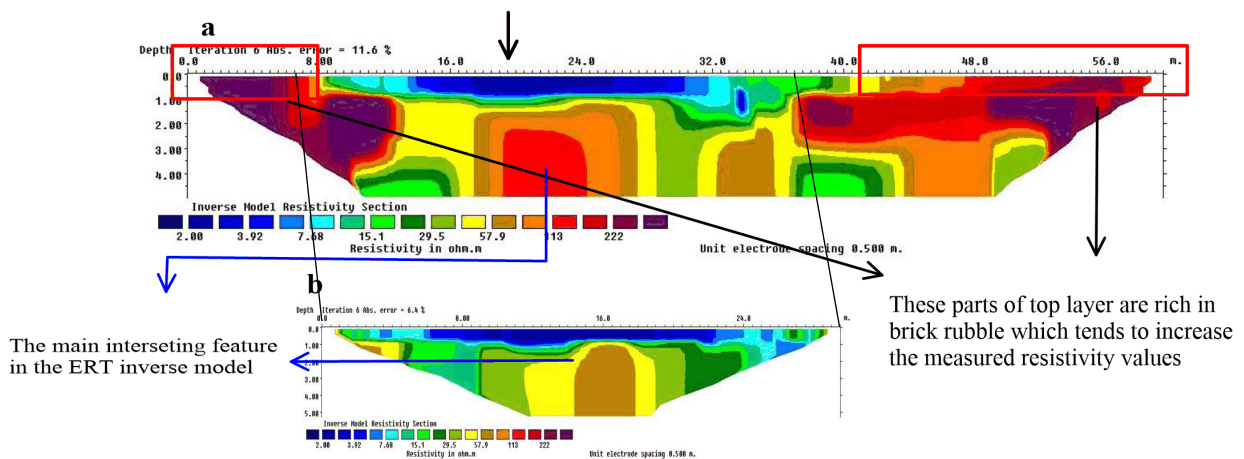 a
Depth Iteration 6 Abs. error = 11.6 %
0.0 8.00 16.0 24.0 32.0 40.0 48.0 56.0 m.
0.0
1.00
2.00
3.00
4.00
Inverse Model Resistivity Section
2.00 3.92 7.68 15.1 29.5 57.9 113 222
Resistivity in ohm.m
Unit electrode spacing 0.500 m.
b
Depth Iteration 6 Abs. error = 6.4 %
0.0 8.00 16.0 24.0 m.
0.0
1.00
2.00
3.00
4.00
5.00
Inverse Model Resistivity Section
2.00 3.92 7.68 15.1 29.5 57.9 113 222
Resistivity in ohm.m
Unit electrode spacing 0.500 m.
The main interseting feature
in the ERT inverse model
These parts of top layer are rich in
brick rubble which tends to increase
the measured resistivity values